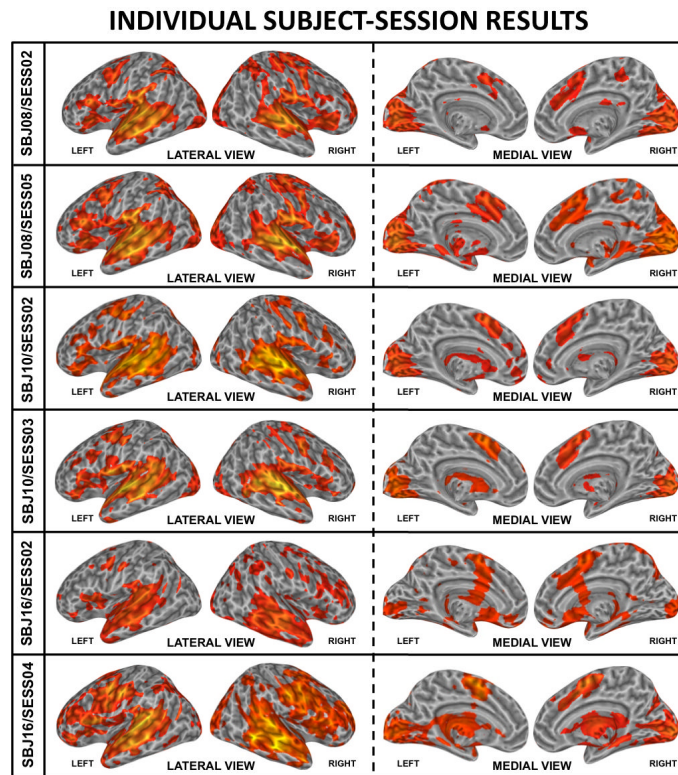 INDIVIDUAL SUBJECT-SESSION RESULTS
SBJ08/SESS02
LEFT LATERAL VIEW RIGHT LEFT MEDIAL VIEW RIGHT
SBJ08/SESS05
LEFT LATERAL VIEW RIGHT LEFT MEDIAL VIEW RIGHT
SBJ10/SESS02
LEFT LATERAL VIEW RIGHT LEFT MEDIAL VIEW RIGHT
SBJ10/SESS03
LEFT LATERAL VIEW RIGHT LEFT MEDIAL VIEW RIGHT
SBJ16/SESS02
LEFT LATERAL VIEW RIGHT LEFT MEDIAL VIEW RIGHT
SBJ16/SESS04
LEFT LATERAL VIEW RIGHT LEFT MEDIAL VIEW RIGHT